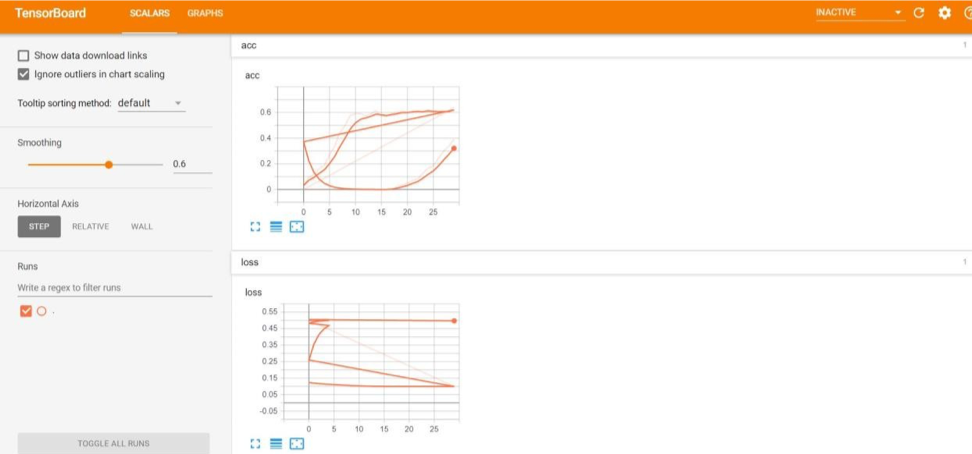 TensorBoard SCALARS GRAPHS INACTIVE
Show data download links
Ignore outliers in chart scaling
Tooltip sorting method: default
Smoothing
0.6
Horizontal Axis
STEP RELATIVE WALL
Runs
Write a regex to filter runs
.
TOGGLE ALL RUNS
acc 1
acc
0.6
0.4
0.2
0
0 5 10 15 20 25
loss 1
loss
0.55
0.45
0.35
0.25
0.15
0.05
-0.05
0 5 10 15 20 25